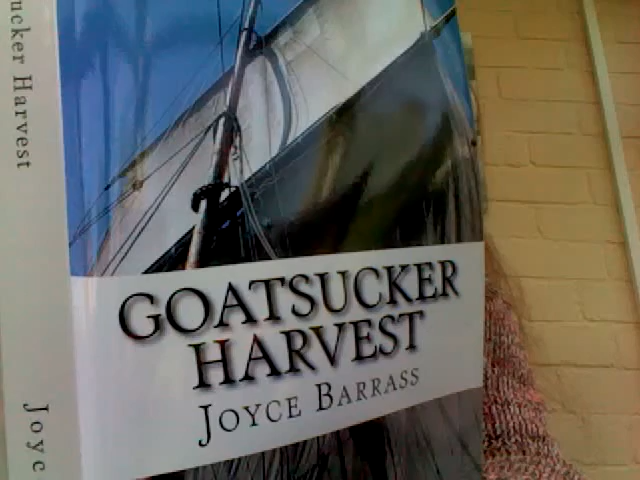 ucker Harvest
Joyc
GOATSUCKER
HARVEST
JOYCE BARRASS